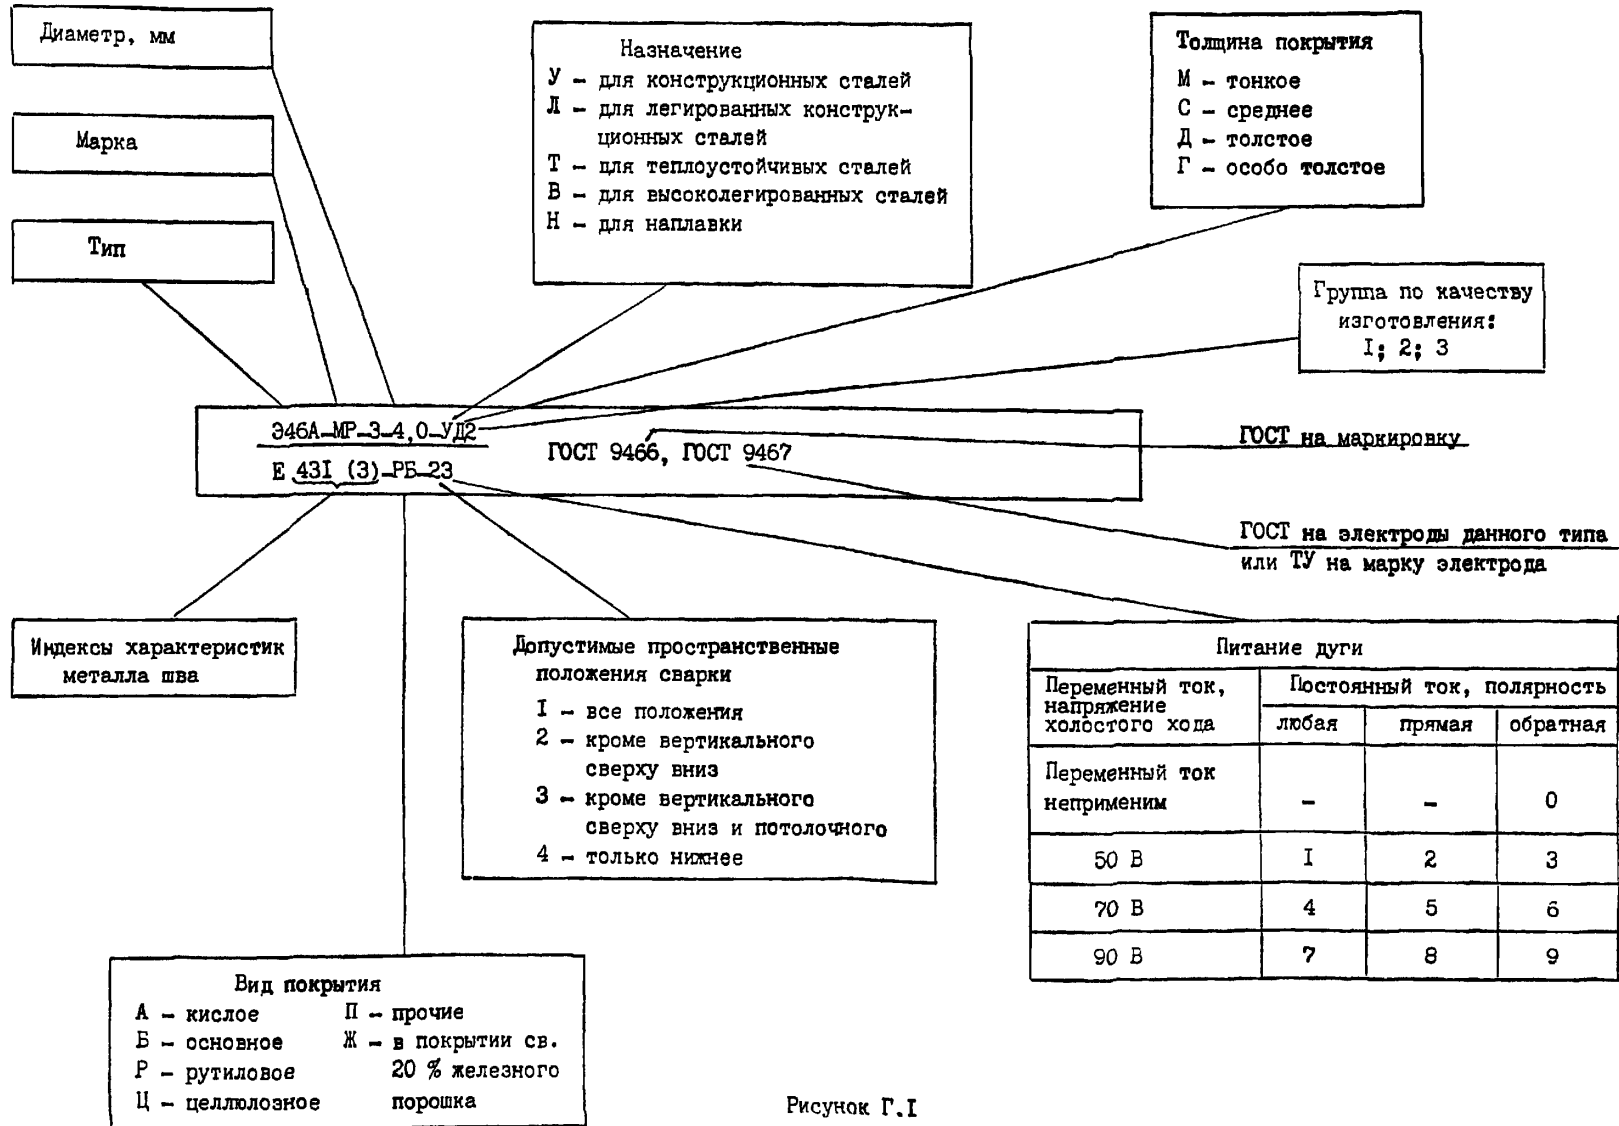 Диаметр, мм
Марка
Тип
Назначение
У – для конструкционных сталей
Л – для легированных конструк-
ционных сталей
Т – для теплоустойчивых сталей
В – для высоколегированных сталей
Н – для наплавки
Толщина покрытия
М – тонкое
С – среднее
Д – толстое
Г – особо толстое
Группа по качеству
изготовления:
I; 2; 3
Э46А–МР–3–4,0–УД2
Е 43I (3)–РБ–23
ГОСТ 9466, ГОСТ 9467
ГОСТ на маркировку
ГОСТ на электроды данного типа
или ТУ на марку электрода
Индексы характеристик
металла шва
Допустимые пространственные
положения сварки
I – все положения
2 – кроме вертикального
сверху вниз
3 – кроме вертикального
сверху вниз и потолочного
4 – только нижнее
Питание дуги
Переменный ток,
напряжение
холостого хода
Постоянный ток, полярность
любая прямая обратная
Переменный ток
неприменим – – 0
50 В I 2 3
70 В 4 5 6
90 В 7 8 9
Вид покрытия
А – кислое П – прочие
Б – основное Ж – в покрытии св.
Р – рутиловое 20 % железного
Ц – целлюлозное порошка
Рисунок Г.I